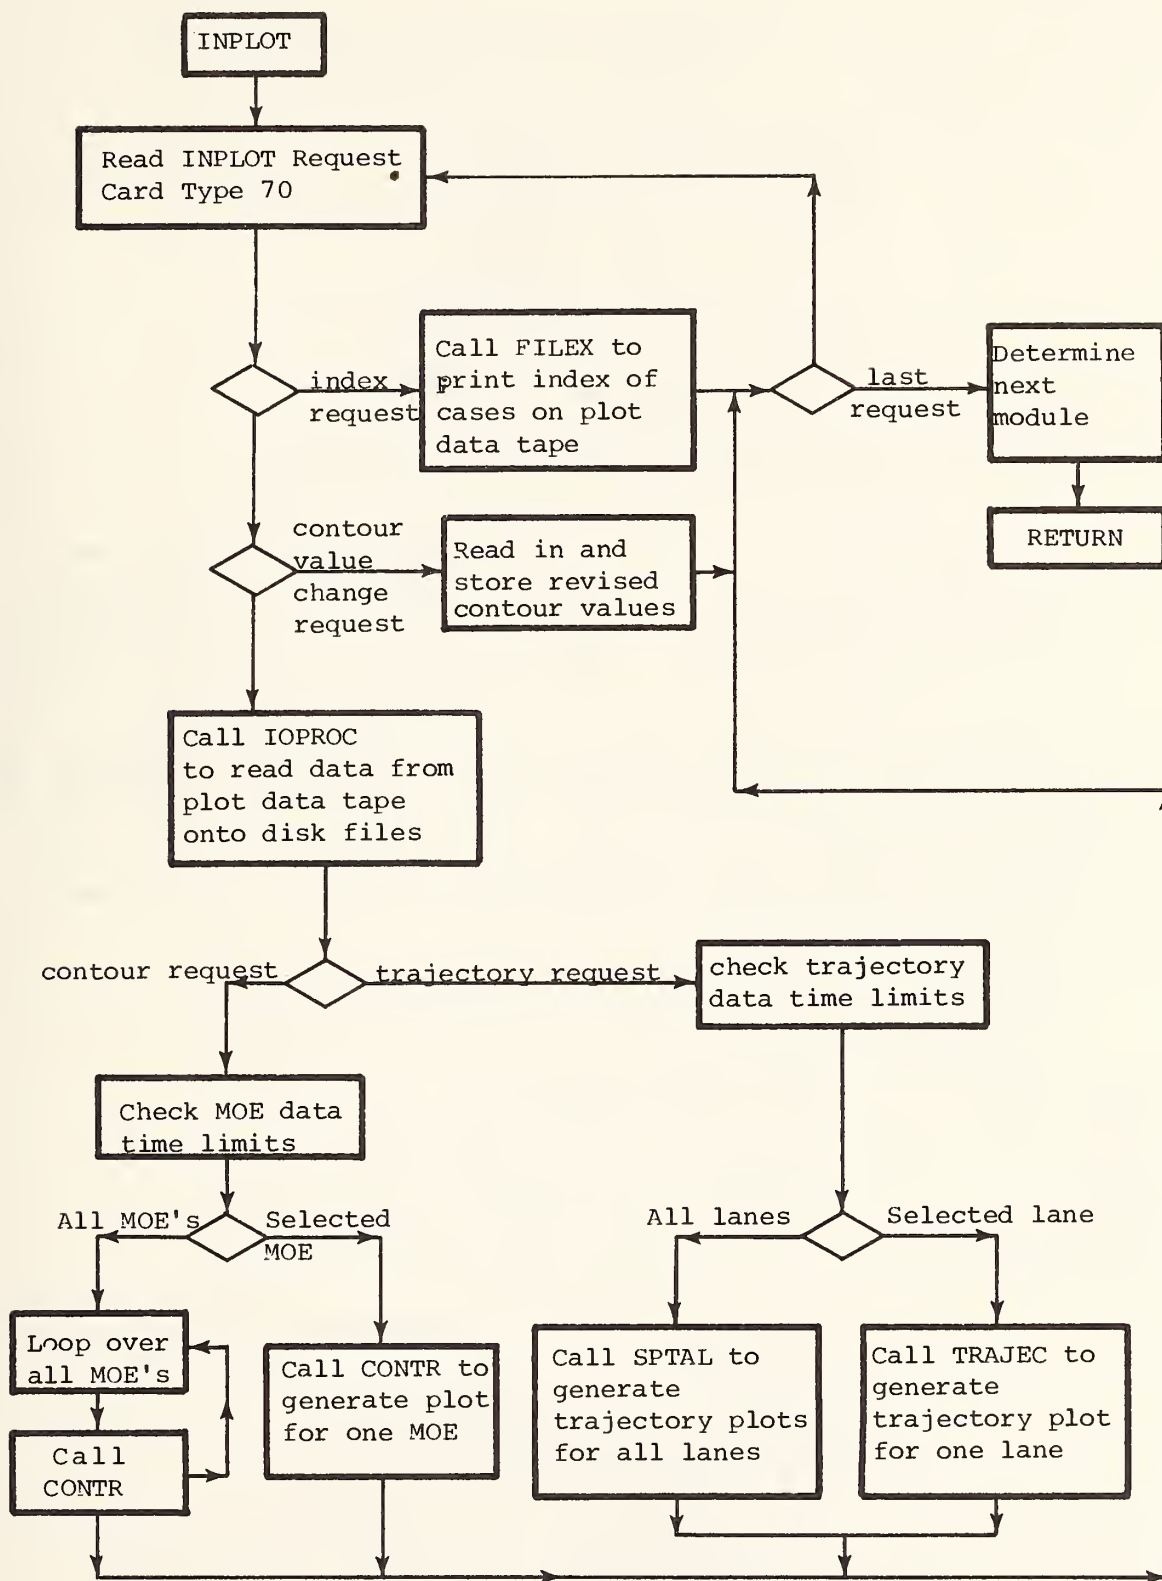 INPLOT
Read INPLOT Request
Card Type 70
index
request
Call FILEX to
print index of
cases on plot
data tape
last
request
Determine
next
module
RETURN
contour
value
change
request
Read in and
store revised
contour values
Call IOPROC
to read data from
plot data tape
onto disk files
contour request
trajectory request
check trajectory
data time limits
Check MOE data
time limits
All MOE's
Selected
MOE
All lanes
Selected lane
Loop over
all MOE's
Call
CONTR
Call CONTR to
generate plot
for one MOE
Call SPTAL to
generate
trajectory plots
for all lanes
Call TRAJEC to
generate
trajectory plot
for one lane